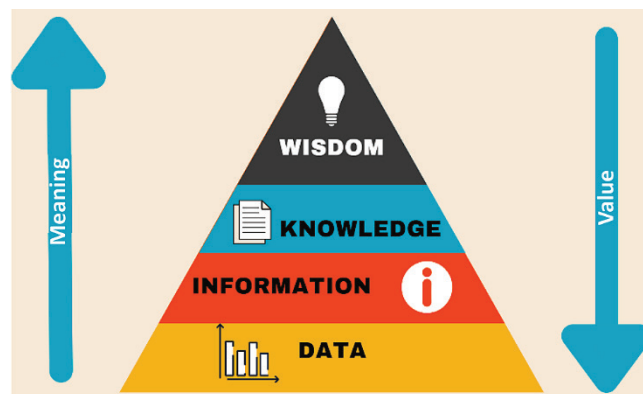 WISDOM
Meaning
Value
KNOWLEDGE
INFORMATION
i
DATA